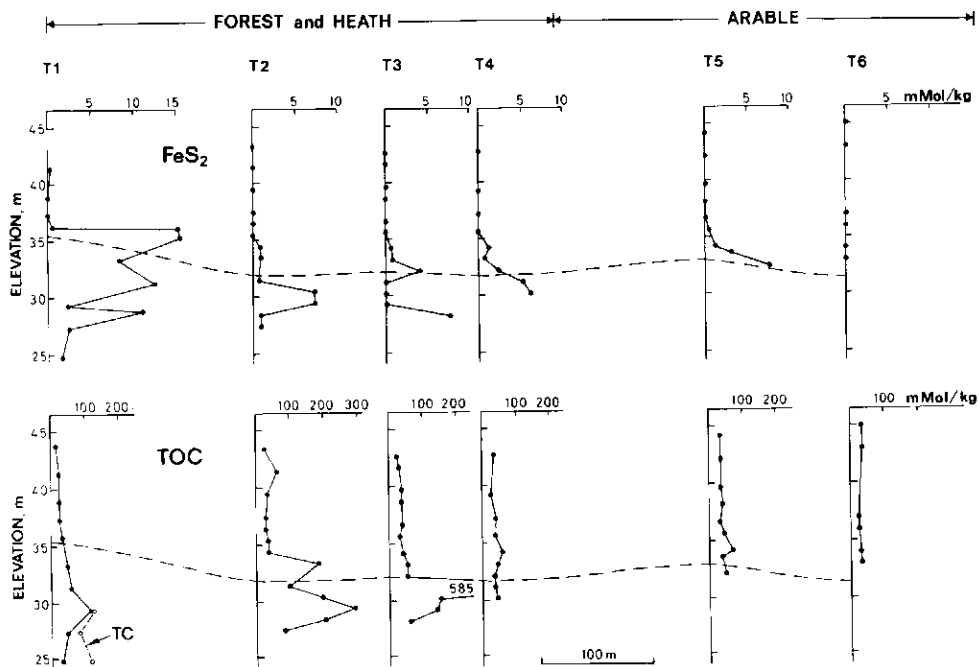 FOREST and HEATH ARABLE
T1 T2 T3 T4 T5 T6
5 10 15 5 10 5 10 5 10 5 10 5 mMol/kg
45
FeS2
40
35
30
25
ELEVATION, m
100 200 100 200 300 100 200 100 200 100 200 100 mMol/kg
45
TOC
40
35
585
30
TC
25
ELEVATION, m
100 m